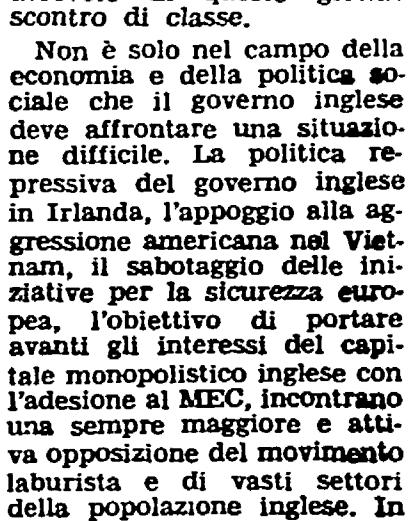 scontro di classe.
Non è solo nel campo della
economia e della politica so-
ciale che il governo inglese
deve affrontare una situazio-
ne difficile. La politica re-
pressiva del governo inglese
in Irlanda, l'appoggio alla ag-
gressione americana nel Viet-
nam, il sabotaggio delle ini-
ziative per la sicurezza euro-
pea, l'obiettivo di portare
avanti gli interessi del capi-
tale monopolistico inglese con
l'adesione al MEC, incontrano
una sempre maggiore e atti-
va opposizione del movimento
laburista e di vasti settori
della popolazione inglese. In